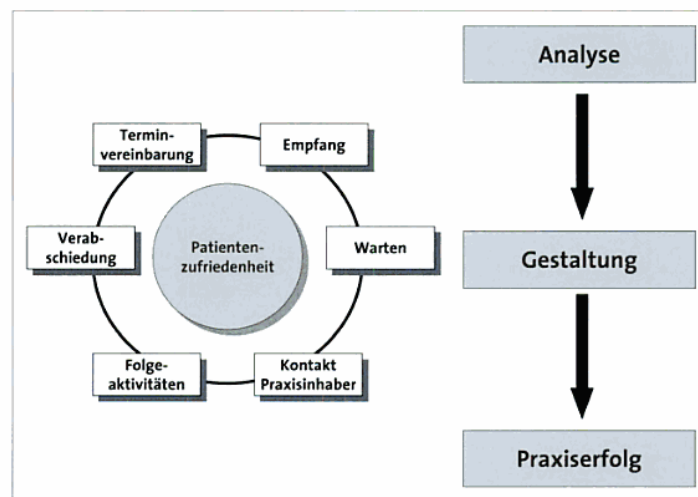 Termin-
vereinbarung
Empfang
Verab-
schiedung
Patienten-
zufriedenheit
Warten
Folge-
aktivitäten
Kontakt
Praxisinhaber
Analyse
Gestaltung
Praxiserfolg